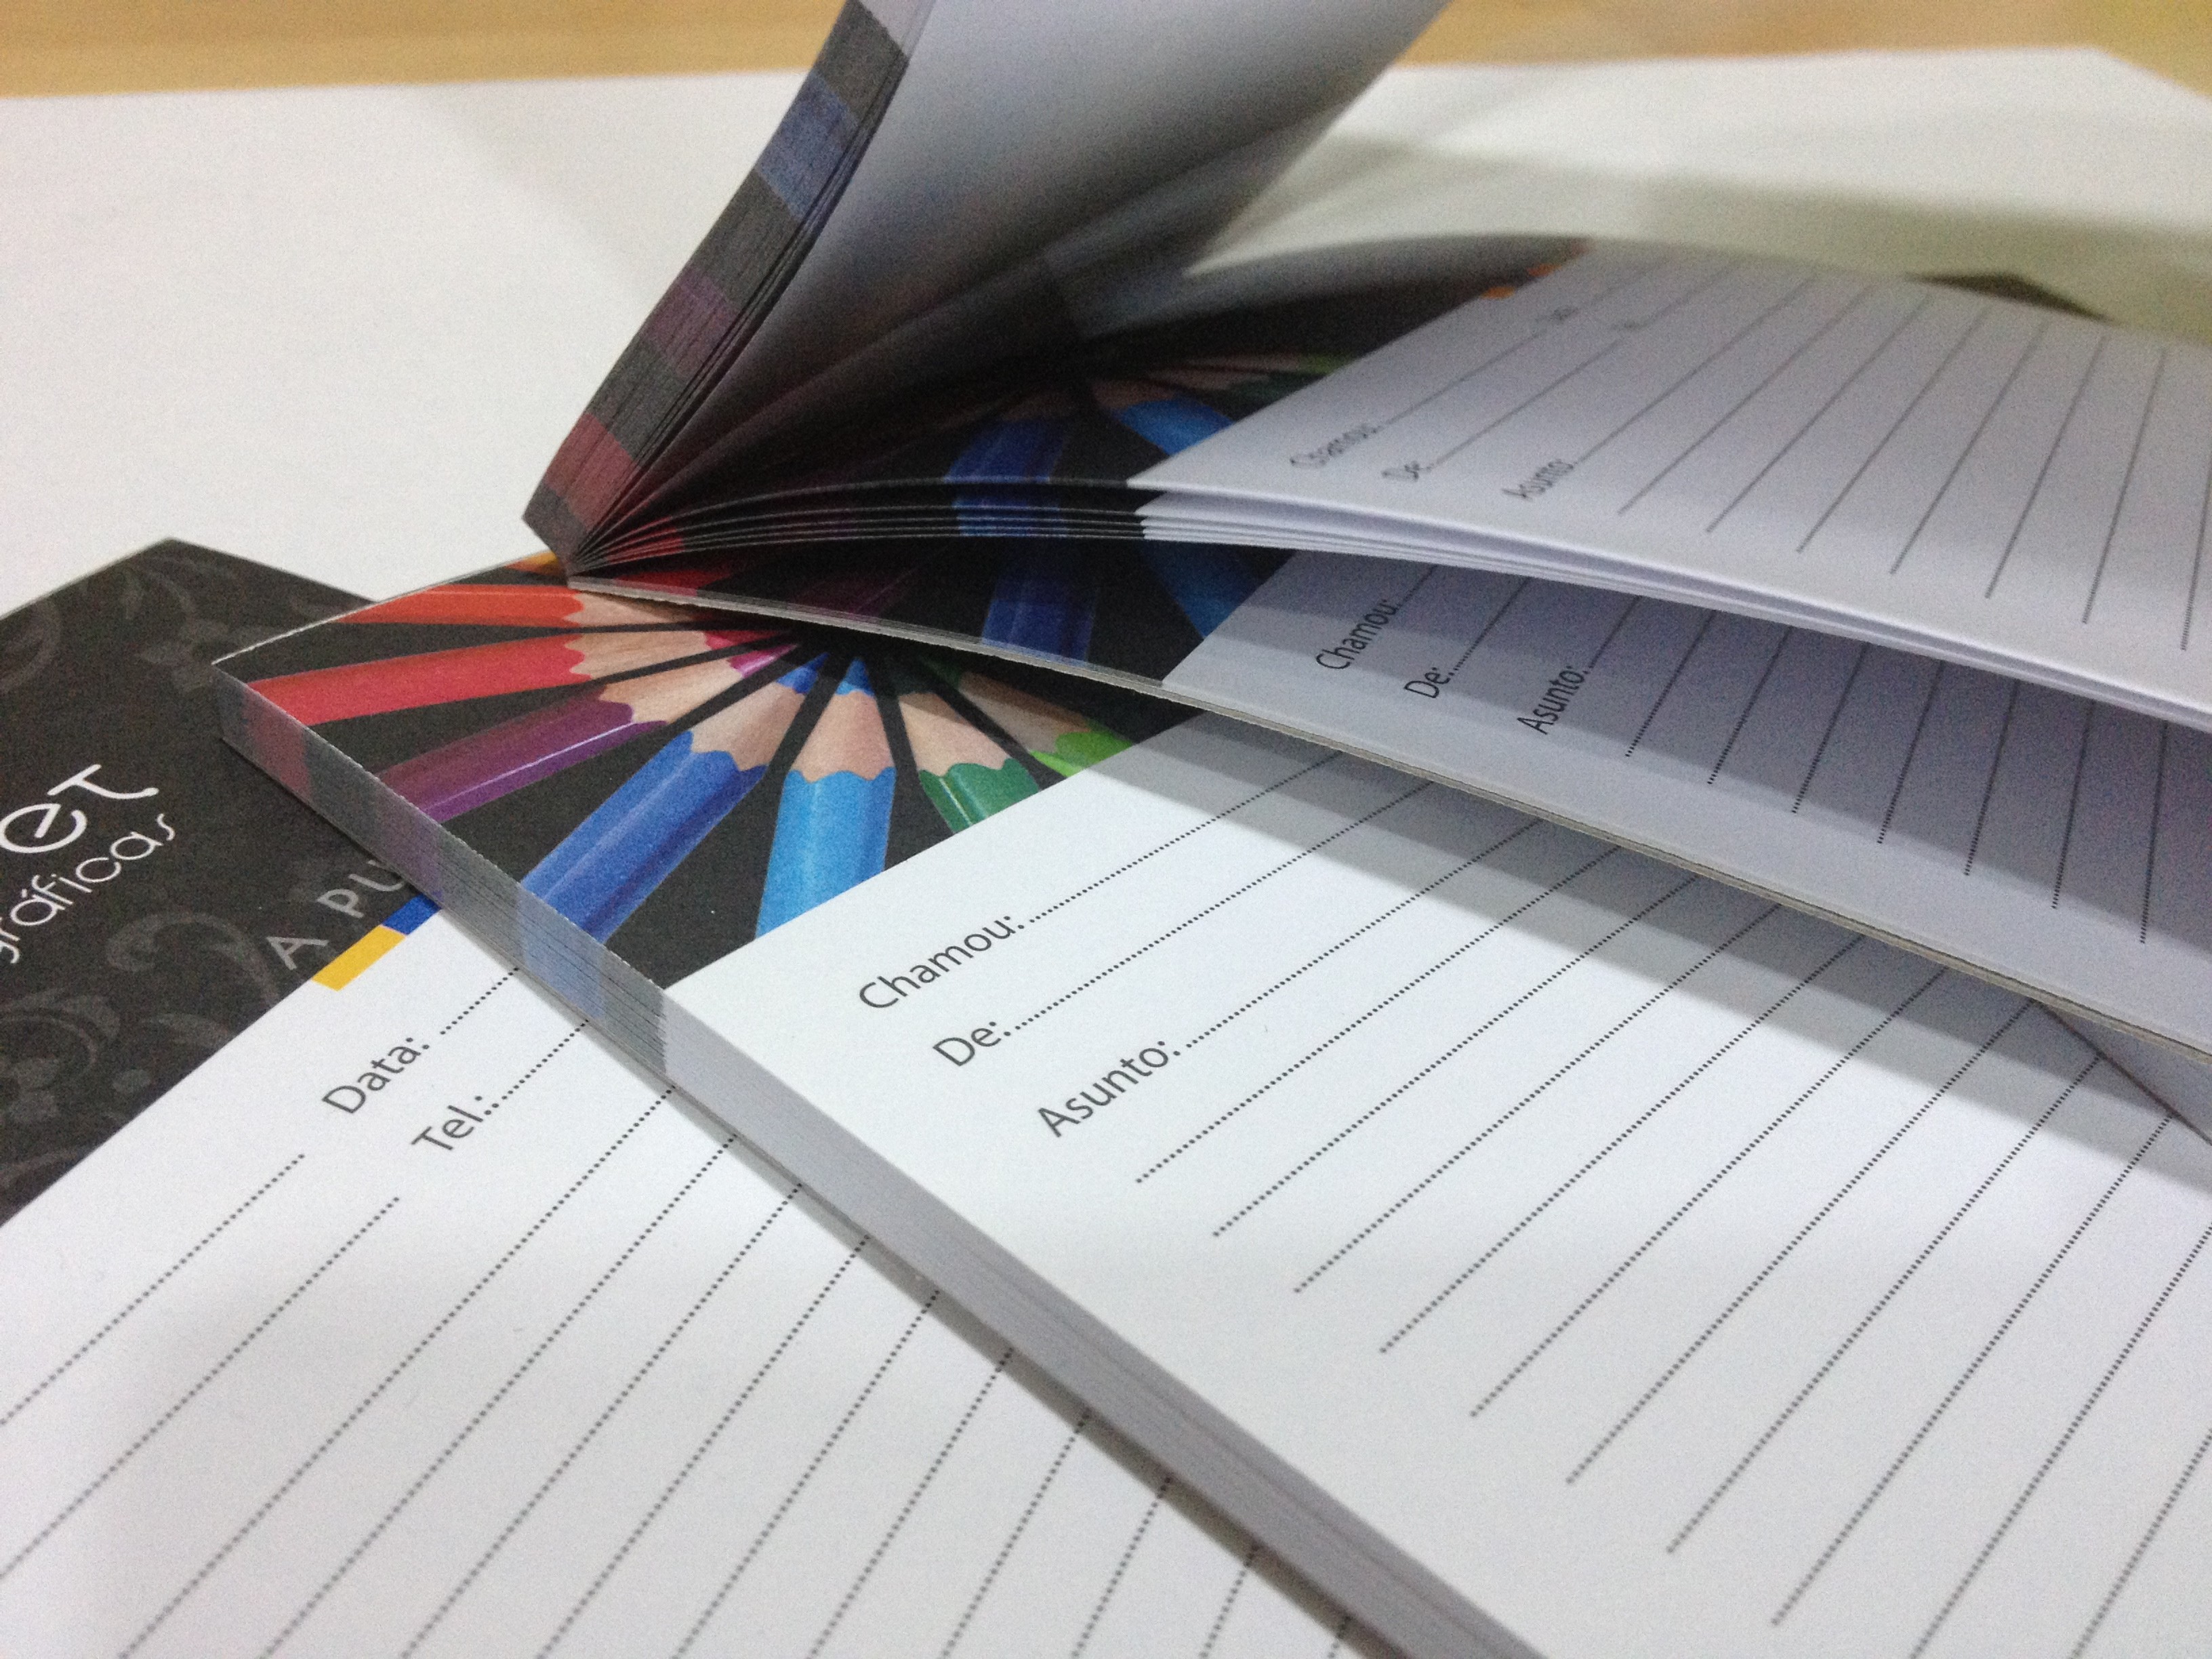 et
gráficas
A PU
Data:
Tel.:
Chamou:
De:
Asunto:
Chamou:
De:
Asunto:
Chamou:
De:
Asunto: